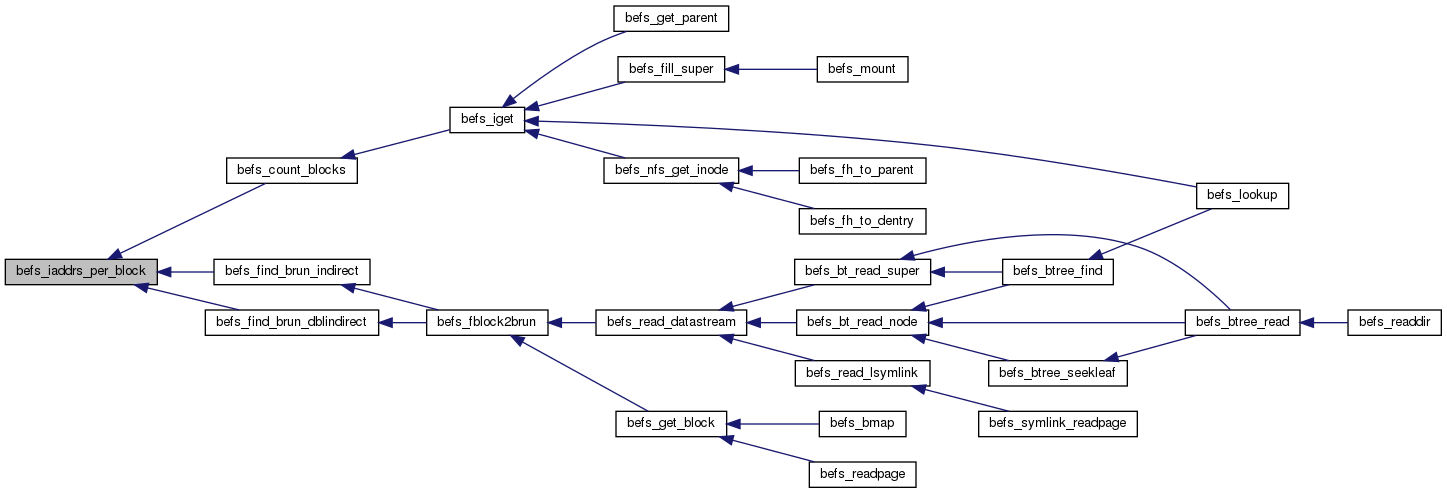 befs_get_parent
befs_fill_super
befs_mount
befs_iget
befs_count_blocks
befs_nfs_get_inode
befs_fh_to_parent
befs_lookup
befs_fh_to_dentry
befs_iaddrs_per_block
befs_find_brun_indirect
befs_bt_read_super
befs_btree_find
befs_find_brun_dblindirect
befs_fblock2brun
befs_read_datastream
befs_bt_read_node
befs_btree_read
befs_readdir
befs_read_lsymlink
befs_btree_seekleaf
befs_get_block
befs_bmap
befs_symlink_readpage
befs_readpage